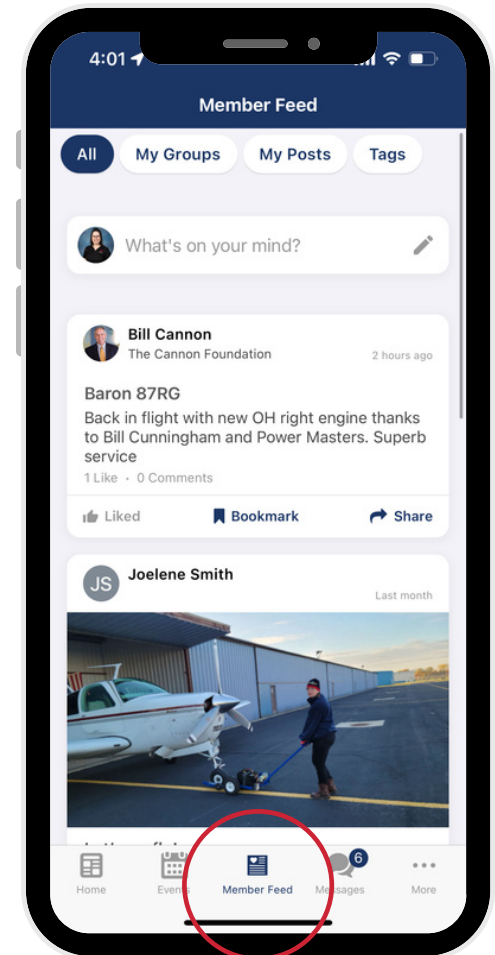 4:01
Member Feed
All
My Groups
My Posts
Tags
What's on your mind?
Bill Cannon
The Cannon Foundation
2 hours ago
Baron 87RG
Back in flight with new OH right engine thanks
to Bill Cunningham and Power Masters. Superb
service
1 Like · 0 Comments
Liked
Bookmark
Share
JS
Joelene Smith
Last month
6
Home
Events
Member Feed
Messages
More